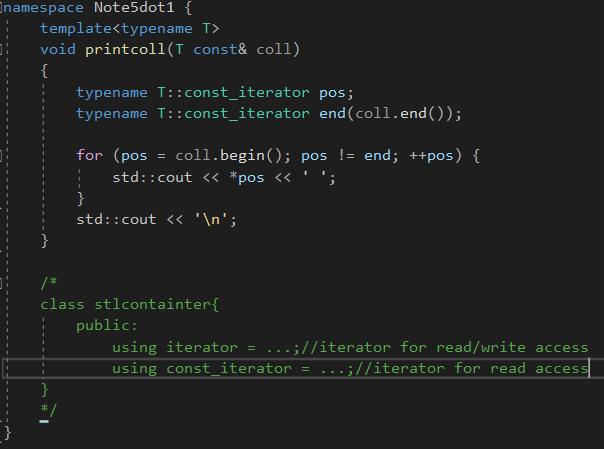 namespace Note5dot1 {
    template<typename T>
    void printcoll(T const& coll)
    {
        typename T::const_iterator pos;
        typename T::const_iterator end(coll.end());

        for (pos = coll.begin(); pos != end; ++pos) {
            std::cout << *pos << ' ';
        }
        std::cout << '\n';
    }

    /*
    class stlcontainter{
        public:
            using iterator = ...;//iterator for read/write access
            using const_iterator = ...;//iterator for read access
    }
    */
}